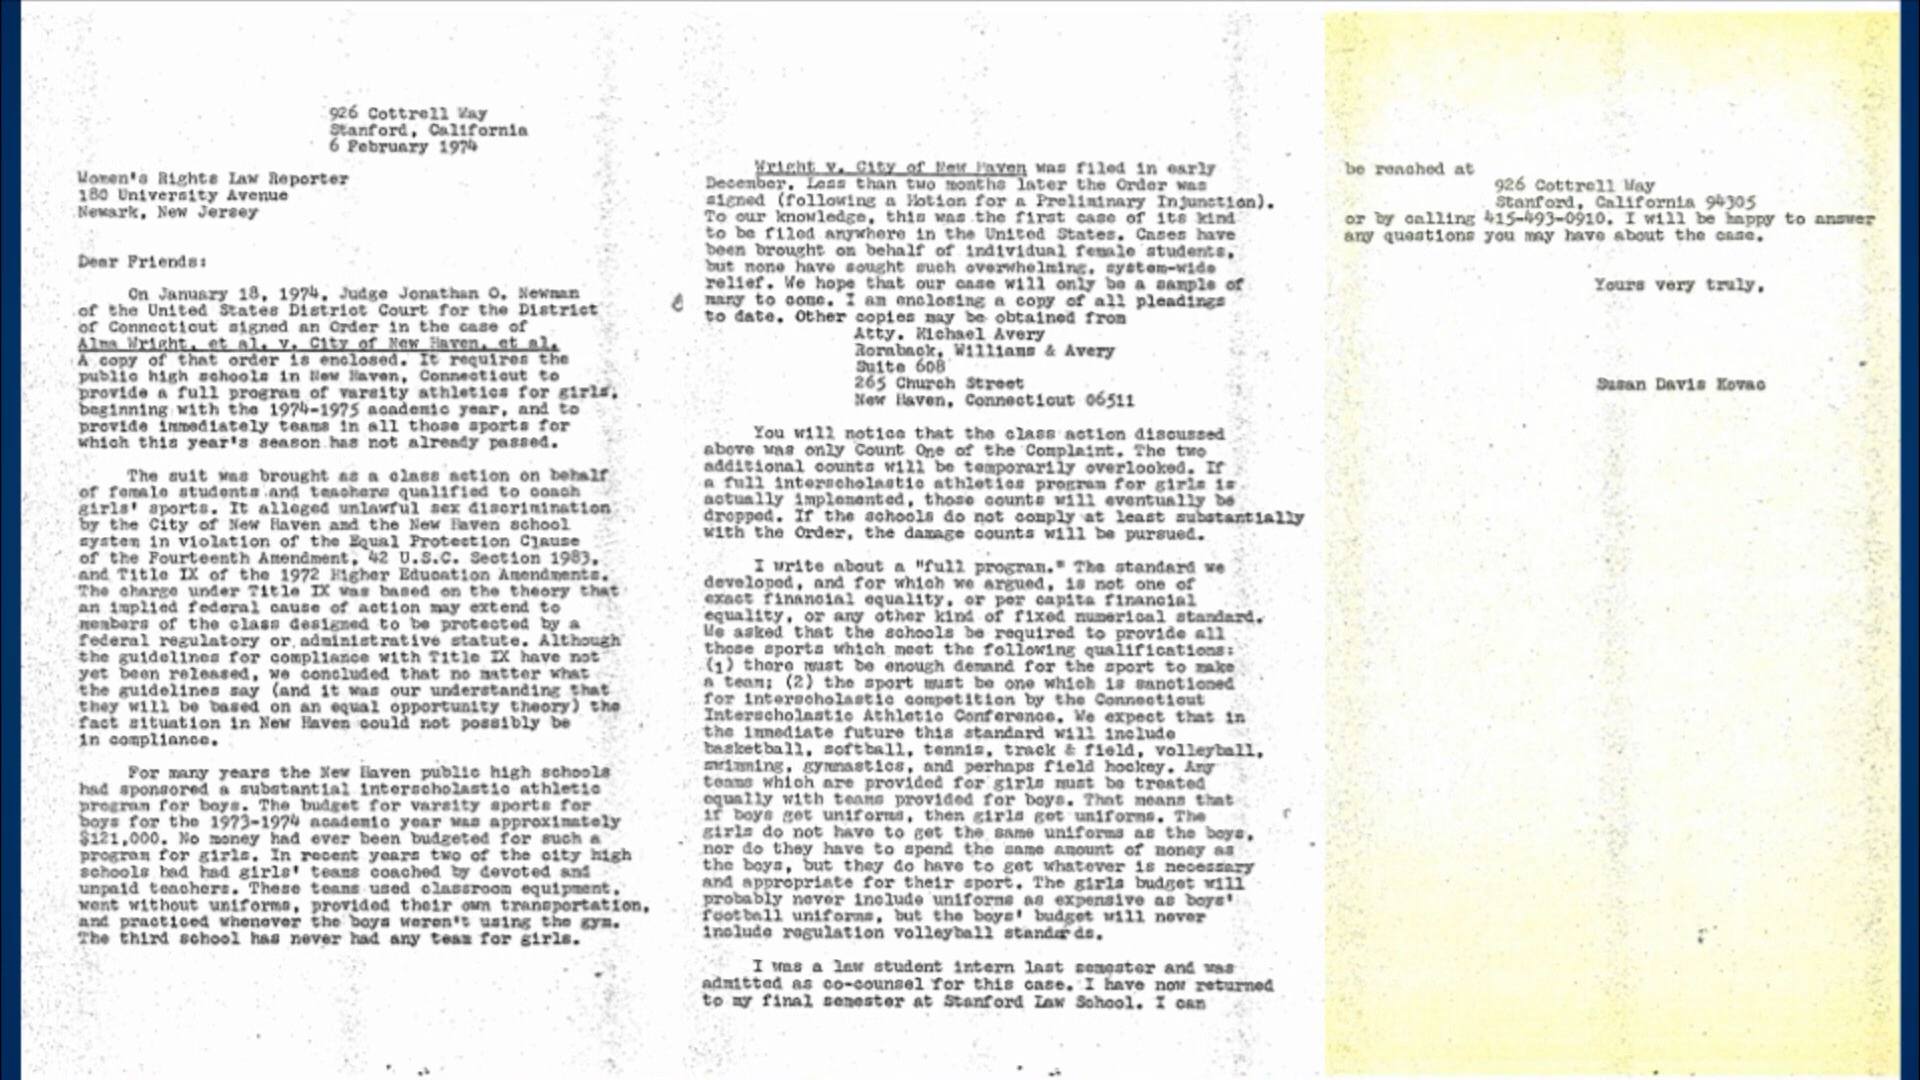 926 Cottrell Way
Stanford, California
6 February 1974
Women's Rights Law Reporter
180 University Avenue
Newark, New Jersey
Dear Friends:
On January 18, 1974, Judge Jonathan O. Newman
of the United States District Court for the District
of Connecticut signed an Order in the case of
Alma Wright, et al. v. City of New Haven, et al.
A copy of that order is enclosed. It requires the
public high schools in New Haven, Connecticut to
provide a full program of varsity athletics for girls,
beginning with the 1974-1975 academic year, and to
provide immediately teams in all those sports for
which this year's season has not already passed.
The suit was brought as a class action on behalf
of female students and teachers qualified to coach
girls' sports. It alleged unlawful sex discrimination
by the City of New Haven and the New Haven school
system in violation of the Equal Protection Clause
of the Fourteenth Amendment, 42 U.S.C. Section 1983,
and Title IX of the 1972 Higher Education Amendments.
The charge under Title IX was based on the theory that
an implied federal cause of action may extend to
members of the class designed to be protected by a
federal regulatory or administrative statute. Although
the guidelines for compliance with Title IX have not
yet been released, we concluded that no matter what
the guidelines say (and it was our understanding that
they will be based on an equal opportunity theory) the
fact situation in New Haven could not possibly be
in compliance.
For many years the New Haven public high schools
had sponsored a substantial interscholastic athletic
program for boys. The budget for varsity sports for
boys for the 1973-1974 academic year was approximately
$121,000. No money had ever been budgeted for such a
program for girls. In recent years two of the city high
schools had had girls' teams coached by devoted and
unpaid teachers. These teams used classroom equipment,
went without uniforms, provided their own transportation,
and practiced whenever the boys weren't using the gym.
The third school has never had any team for girls.
Wright v. City of New Haven was filed in early
December. Less than two months later the Order was
signed (following a Motion for a Preliminary Injunction).
To our knowledge, this was the first case of its kind
to be filed anywhere in the United States. Cases have
been brought on behalf of individual female students,
but none have sought such overwhelming, system-wide
relief. We hope that our case will only be a sample of
many to come. I am enclosing a copy of all pleadings
to date. Other copies may be obtained from
Atty. Michael Avery
Rornback, Williams & Avery
Suite 608
265 Church Street
New Haven, Connecticut 06511
You will notice that the class action discussed
above was only Count One of the Complaint. The two
additional counts will be temporarily overlooked. If
a full interscholastic athletics program for girls is
actually implemented, those counts will eventually be
dropped. If the schools do not comply at least substantially
with the Order, the damage counts will be pursued.
I write about a "full program." The standard we
developed, and for which we argued, is not one of
exact financial equality, or per capita financial
equality, or any other kind of fixed numerical standard.
We asked that the schools be required to provide all
those sports which meet the following qualifications:
(1) there must be enough demand for the sport to make
a team; (2) the sport must be one which is sanctioned
for interscholastic competition by the Connecticut
Interscholastic Athletic Conference. We expect that in
the immediate future this standard will include
basketball, softball, tennis, track & field, volleyball,
swimming, gymnastics, and perhaps field hockey. Any
teams which are provided for girls must be treated
equally with teams provided for boys. That means that
if boys get uniforms, then girls get uniforms. The
girls do not have to get the same uniforms as the boys,
nor do they have to spend the same amount of money as
the boys, but they do have to get whatever is necessary
and appropriate for their sport. The girls budget will
probably never include uniforms as expensive as boys'
football uniforms, but the boys' budget will never
include regulation volleyball standards.
I was a law student intern last semester and was
admitted as co-counsel for this case. I have now returned
to my final semester at Stanford Law School. I can
be reached at
926 Cottrell Way
Stanford, California 94305
or by calling 415-493-0910. I will be happy to answer
any questions you may have about the case.
Yours very truly,
Susan Davis Kovac